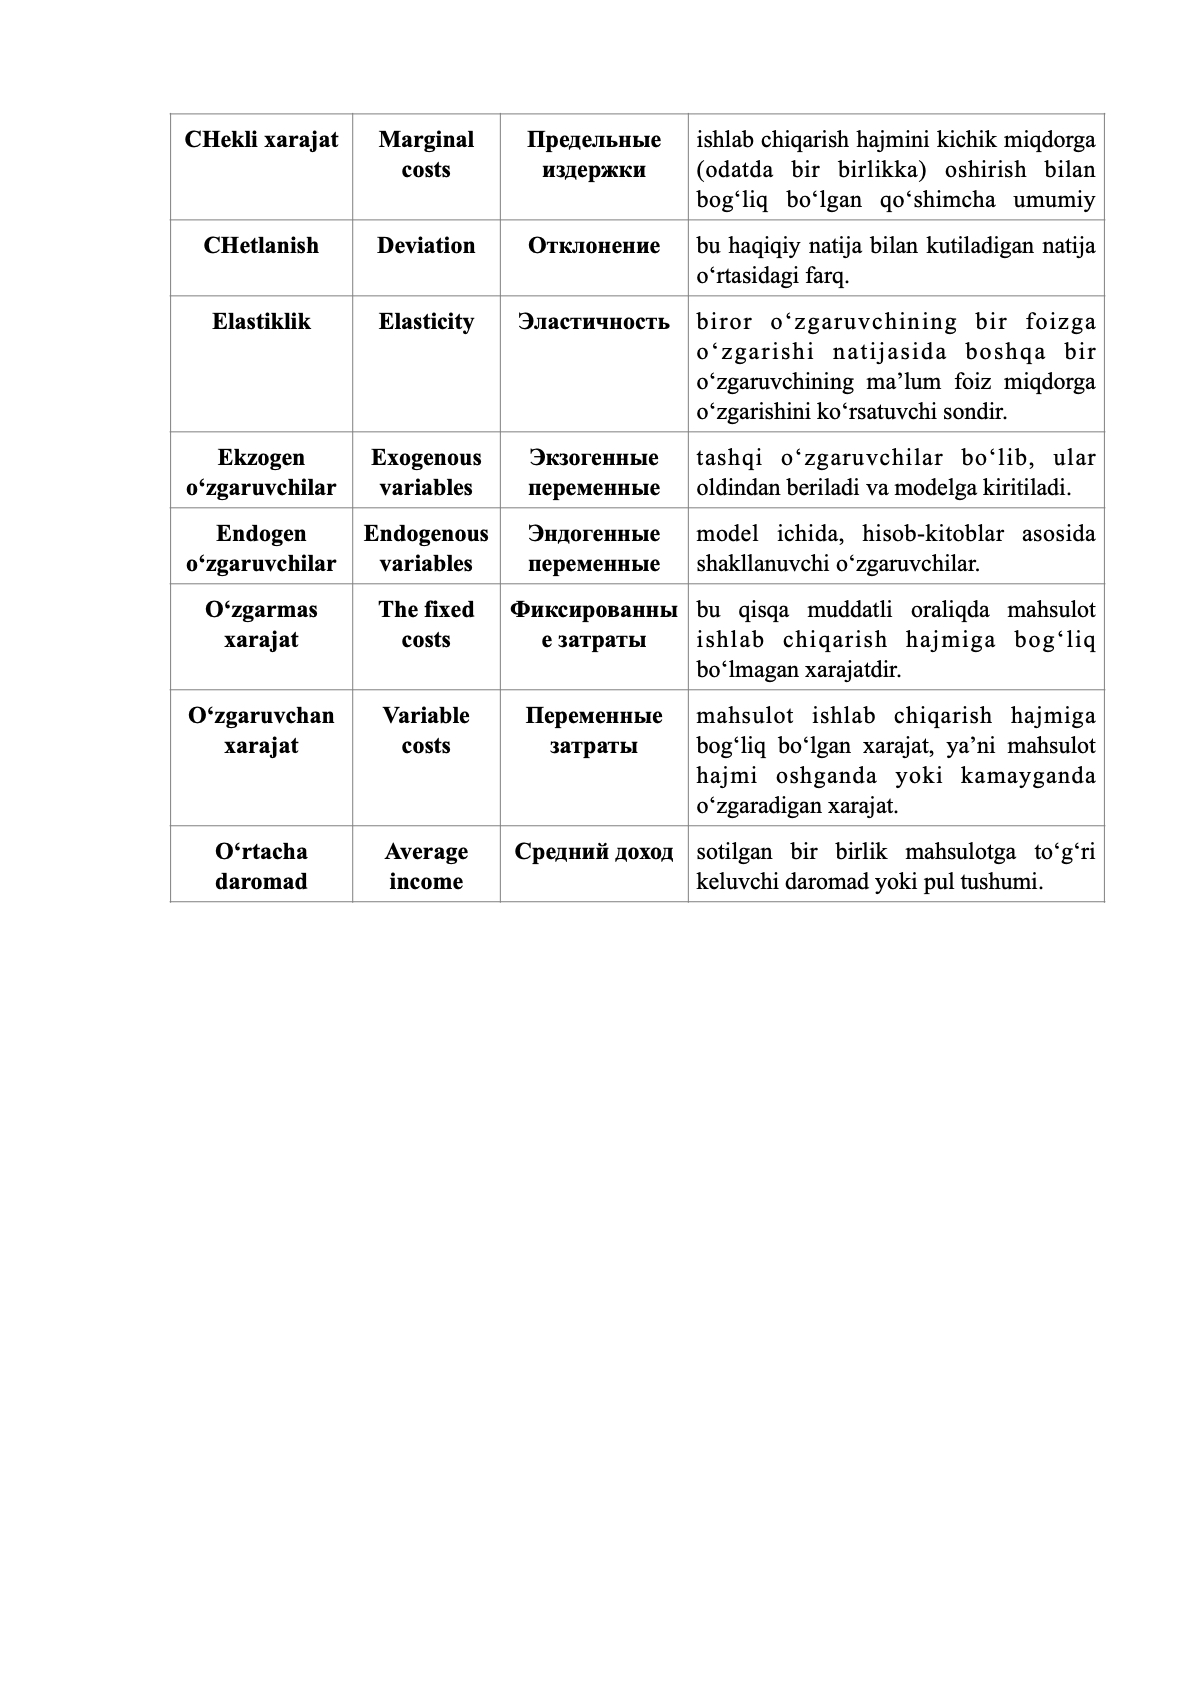 CHekli xarajat
Marginal
costs
Предельные
издержки
ishlab chiqarish hajmini kichik miqdorga
(odatda bir birlikka) oshirish bilan
bog‘liq bo‘lgan qo‘shimcha umumiy
CHetlanish
Deviation
Отклонение
bu haqiqiy natija bilan kutiladigan natija
o‘rtasidagi farq.
Elastiklik
Elasticity
Эластичность
biror o‘zgaruvchining bir foizga
o‘zgarishi natijasida boshqa bir
o‘zgaruvchining ma’lum foiz miqdorga
o‘zgarishini ko‘rsatuvchi sondir.
Ekzogen
o‘zgaruvchilar
Exogenous
variables
Экзогенные
переменные
tashqi o‘zgaruvchilar bo‘lib, ular
oldindan beriladi va modelga kiritiladi.
Endogen
o‘zgaruvchilar
Endogenous
variables
Эндогенные
переменные
model ichida, hisob-kitoblar asosida
shakllanuvchi o‘zgaruvchilar.
O‘zgarmas
xarajat
The fixed
costs
Фиксированны
е затраты
bu qisqa muddatli oraliqda mahsulot
ishlab chiqarish hajmiga bog‘liq
bo‘lmagan xarajatdir.
O‘zgaruvchan
xarajat
Variable
costs
Переменные
затраты
mahsulot ishlab chiqarish hajmiga
bog‘liq bo‘lgan xarajat, ya’ni mahsulot
hajmi oshganda yoki kamayganda
o‘zgaradigan xarajat.
O‘rtacha
daromad
Average
income
Средний доход
sotilgan bir birlik mahsulotga to‘g‘ri
keluvchi daromad yoki pul tushumi.